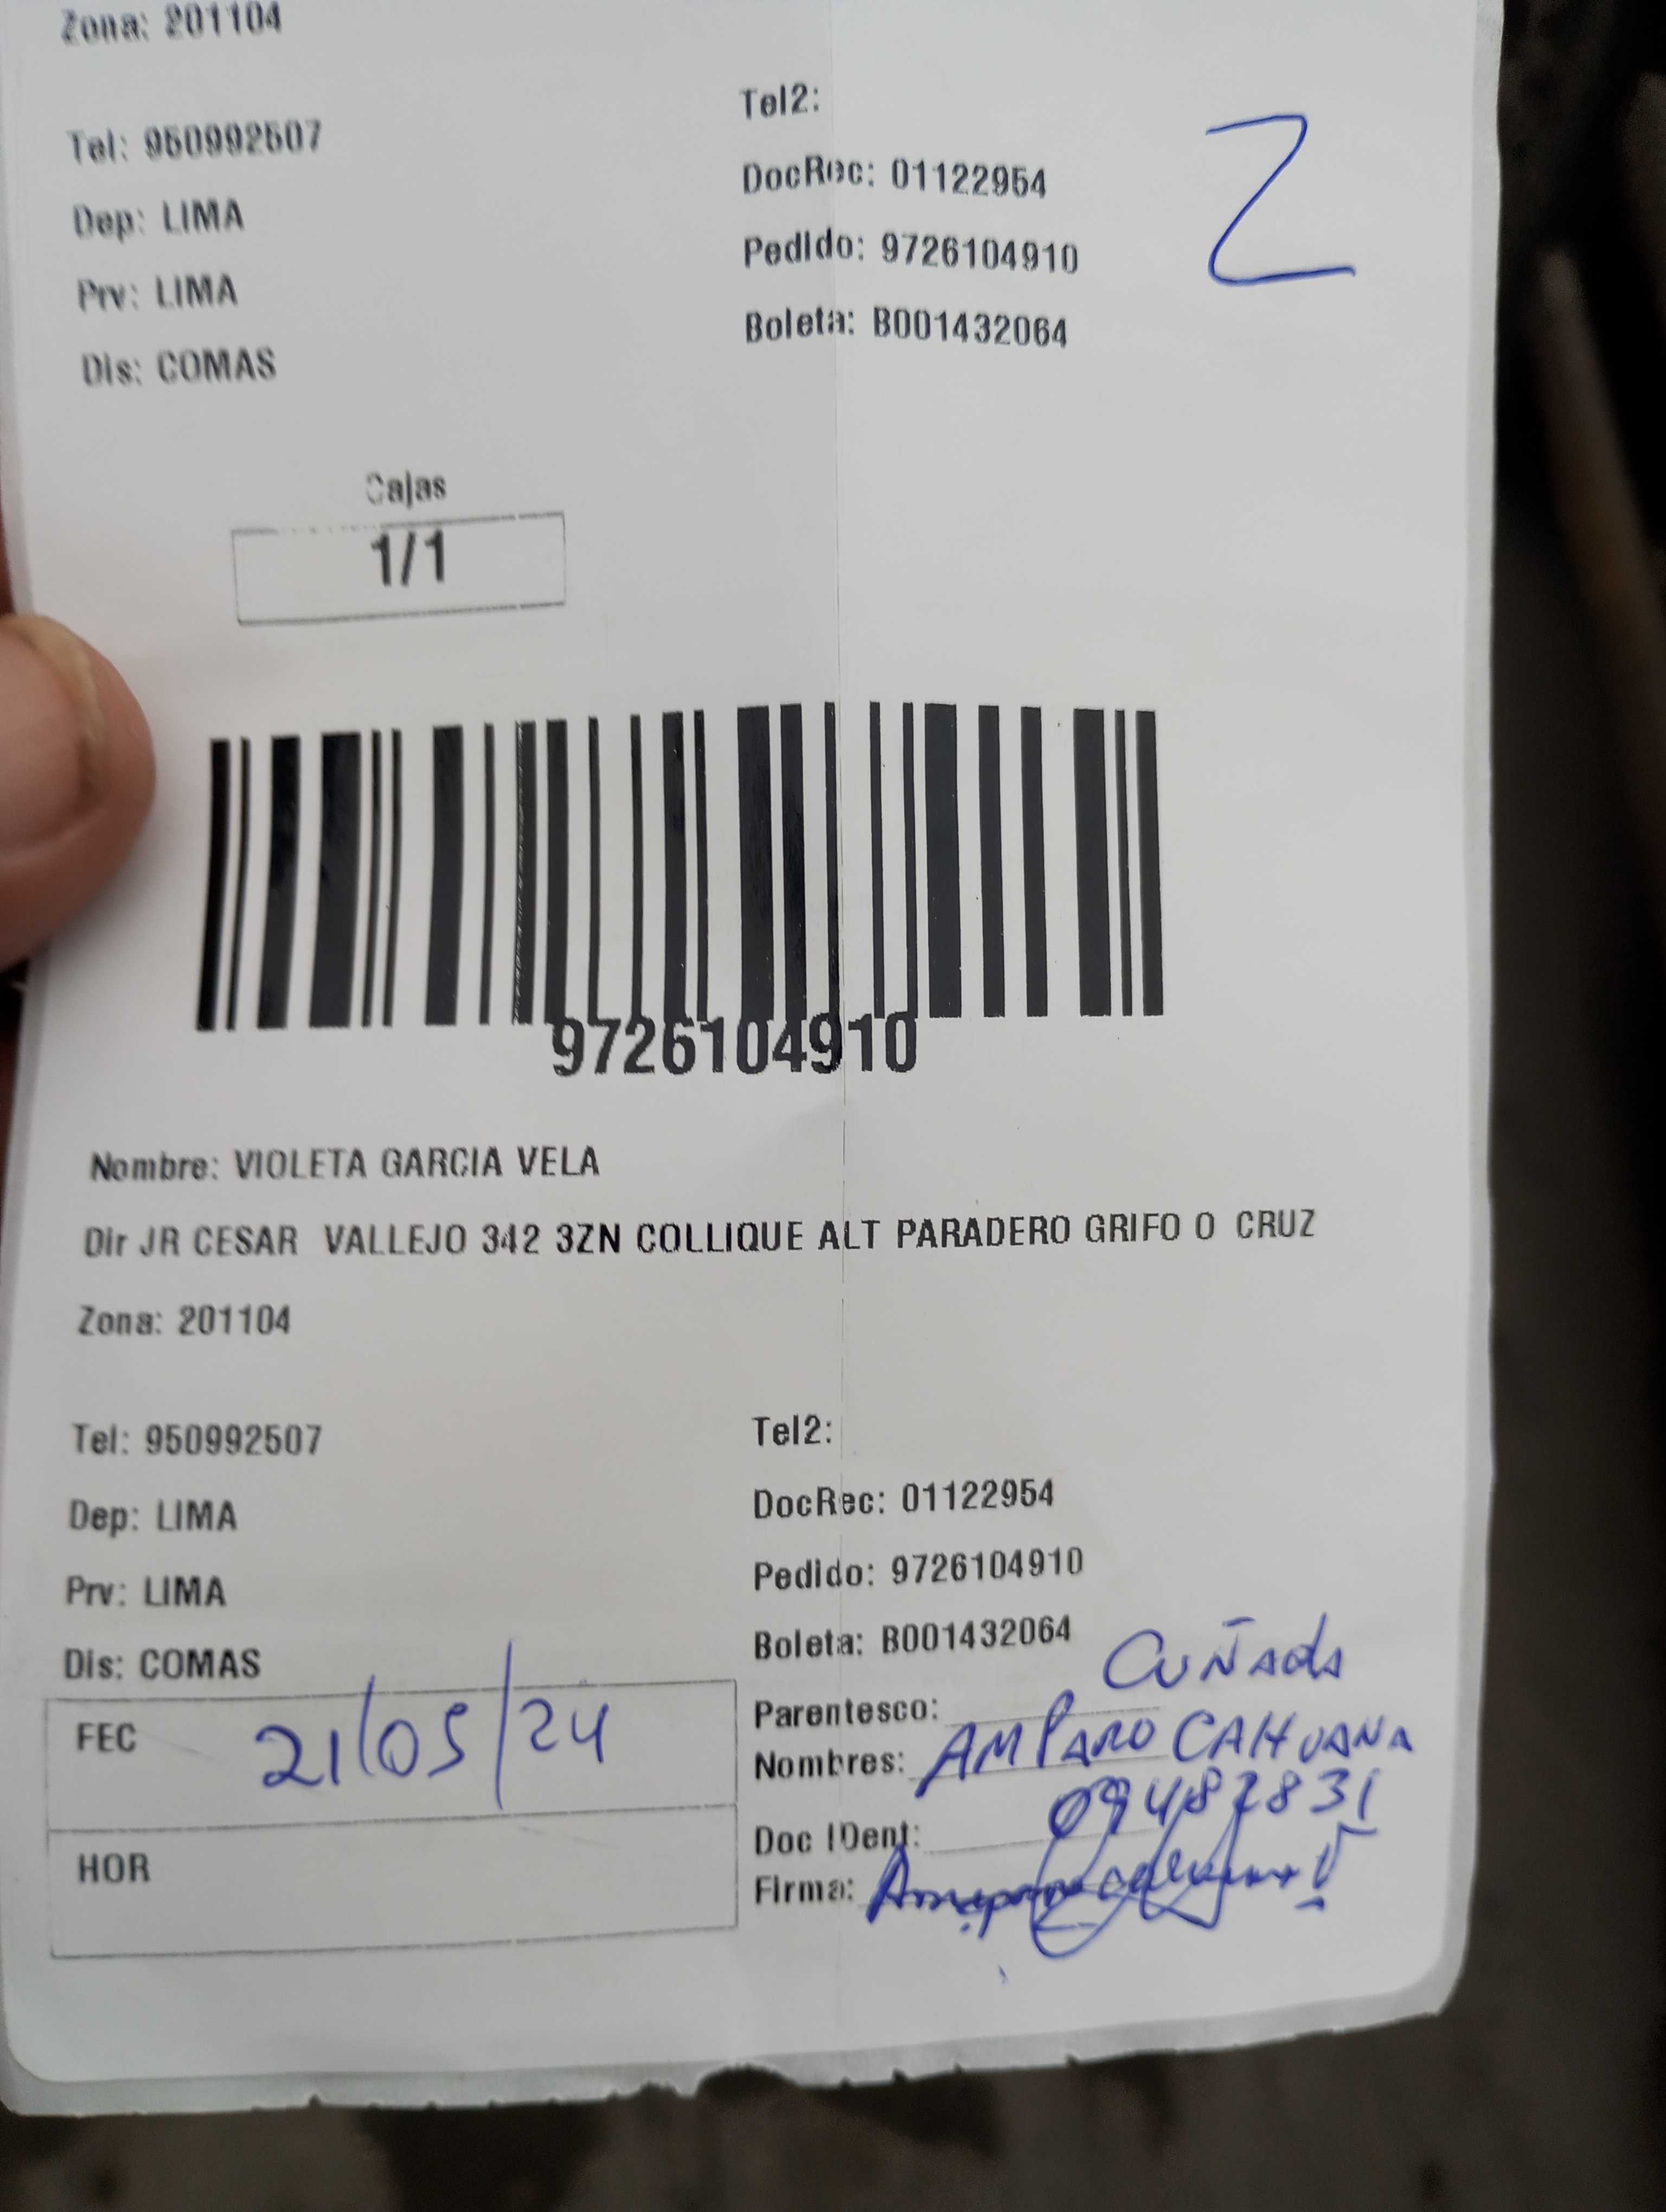 Zona: 201104
Tel: 950992507
Dep: LIMA
Prv: LIMA
Dis: COMAS
Tel2:
DocRec: 01122954
Pedido: 9726104910
Boleta: B001432064
Z
Cajas
1/1
9726104910
Nombre: VIOLETA GARCIA VELA
Dir JR CESAR VALLEJO 342 3ZN COLLIQUE ALT PARADERO GRIFO O CRUZ
Zona: 201104
Tel: 950992507
Dep: LIMA
Prv: LIMA
Dis: COMAS
Tel2:
DocRec: 01122954
Pedido: 9726104910
Boleta: B001432064
FEC 21/05/24
HOR
Parentesco: CUÑADA
Nombres: AMPARO CAHUANA
Doc IDent:
Firma: